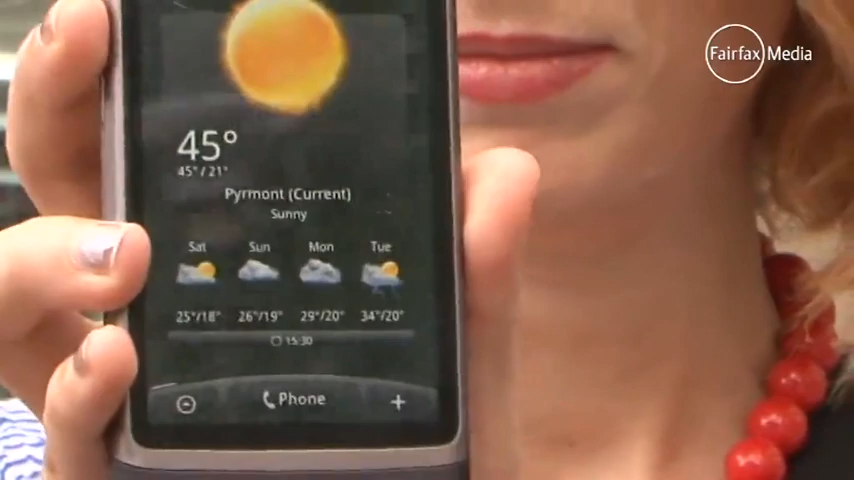 Fairfax Media
45°
45°/21°
Pyrmont (Current)
Sunny
Sat Sun Mon Tue
25°/18° 26°/19° 29°/20° 34°/20°
15:30
Phone +